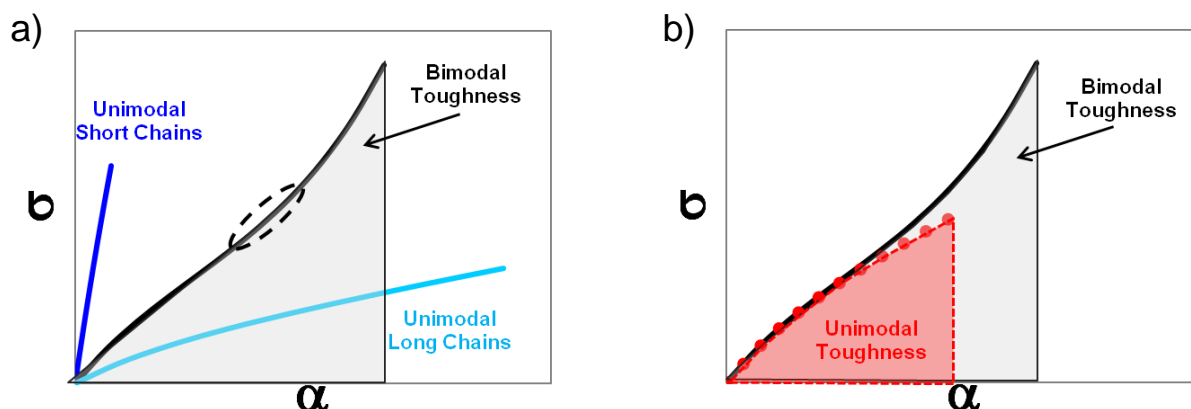 a)
Unimodal
Short Chains
Bimodal
Toughness
σ
Unimodal
Long Chains
α
b)
Bimodal
Toughness
σ
Unimodal
Toughness
α